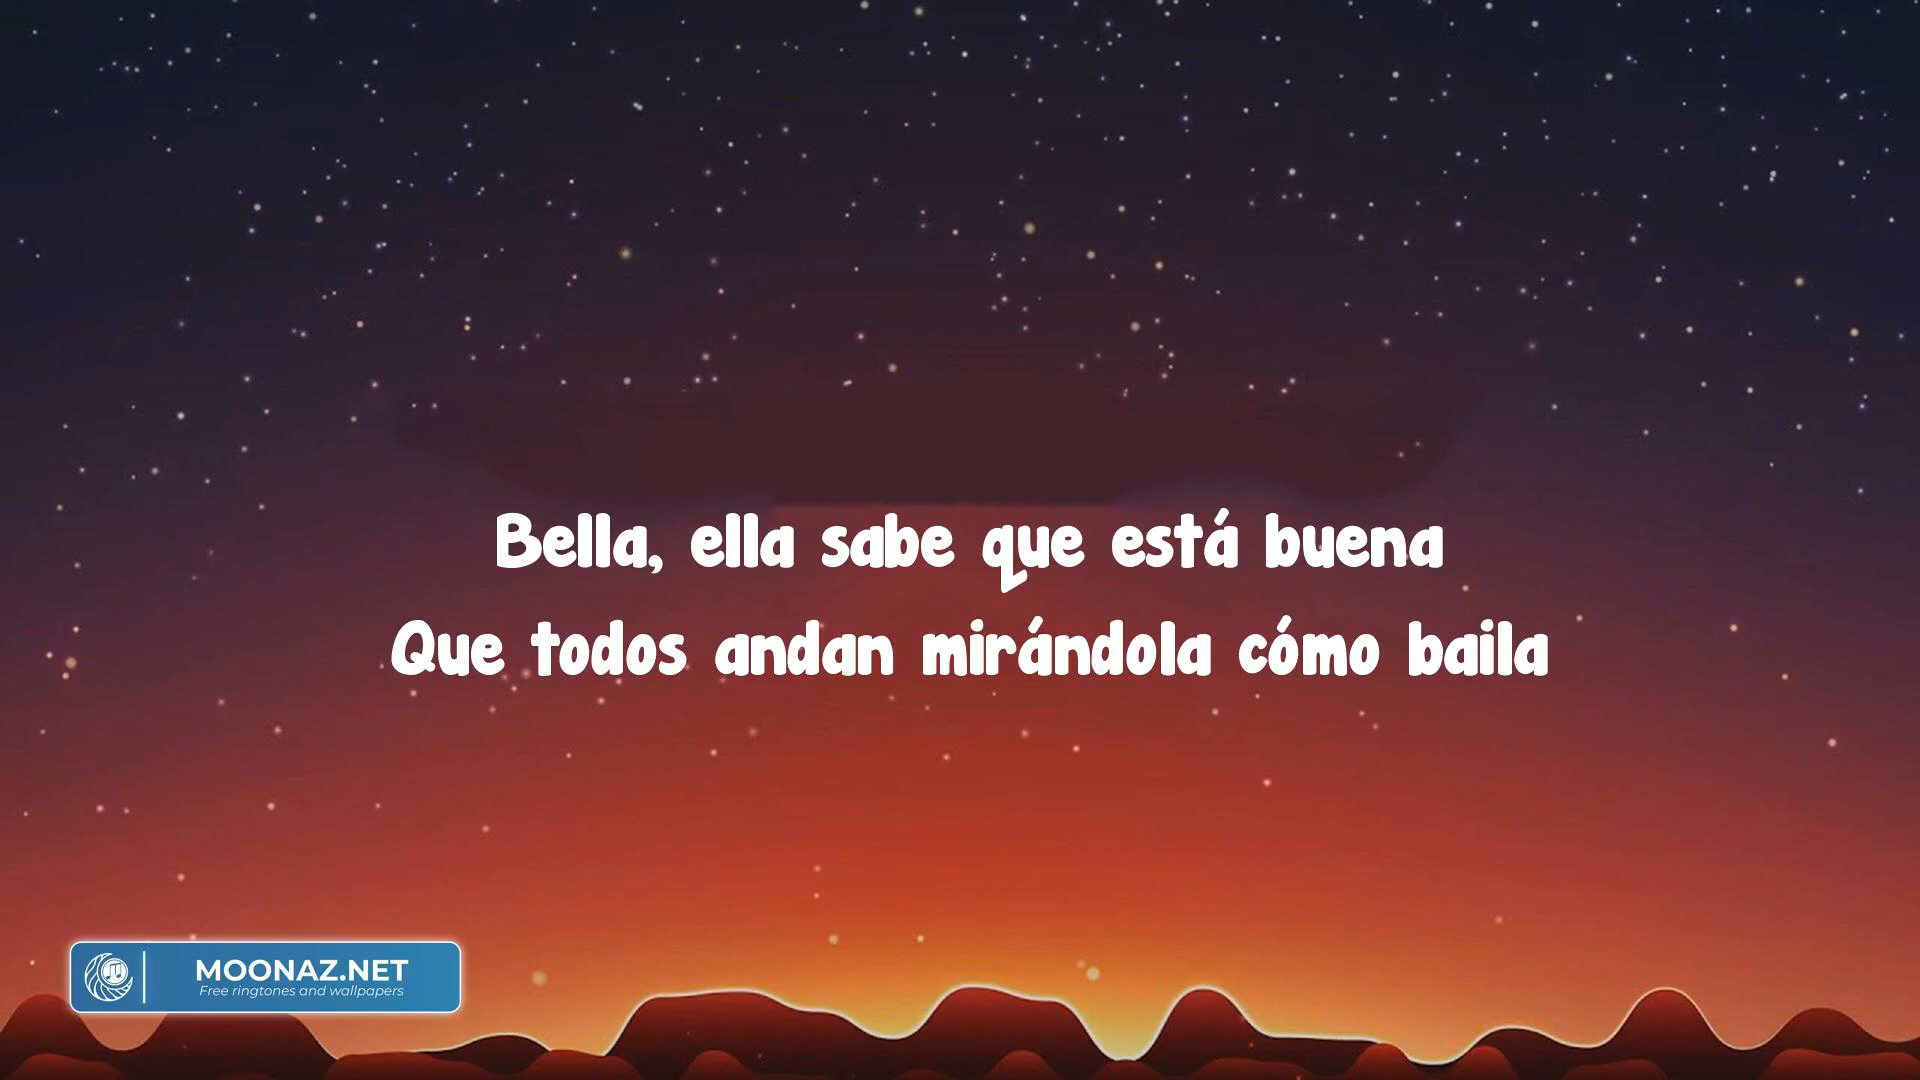 Bella, ella sabe que está buena
Que todos andan mirándola cómo baila
MOONAZ.NET
Free ringtones and wallpapers